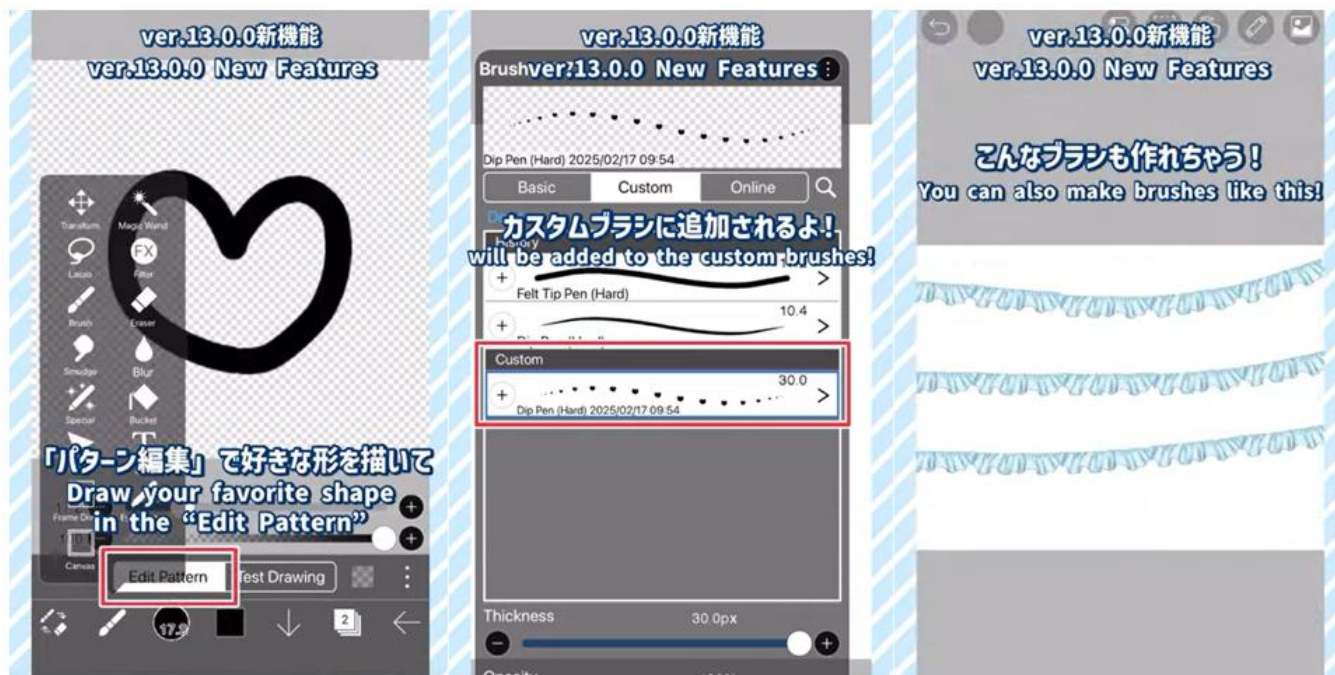 ver.13.0.0新機能
ver.13.0.0 New Features
Transform
Magic Wand
Lasso
FX
Filter
Brush
Eraser
Smudge
Blur
Special
Bucket
「パターン編集」で好きな形を描いて
Draw your favorite shape
in the “Edit Pattern”
Canvas
Edit Pattern
Test Drawing
17.9
2
ver.13.0.0新機能
Brush
ver.13.0.0 New Features
Dip Pen (Hard) 2025/02/17 09:54
Basic
Custom
Online
カスタムブラシに追加されるよ!
History
will be added to the custom brushes!
Felt Tip Pen (Hard)
10.4
Custom
30.0
Dip Pen (Hard) 2025/02/17 09:54
Thickness
30.0px
ver.13.0.0新機能
ver.13.0.0 New Features
こんなブラシも作れちゃう!
You can also make brushes like this!